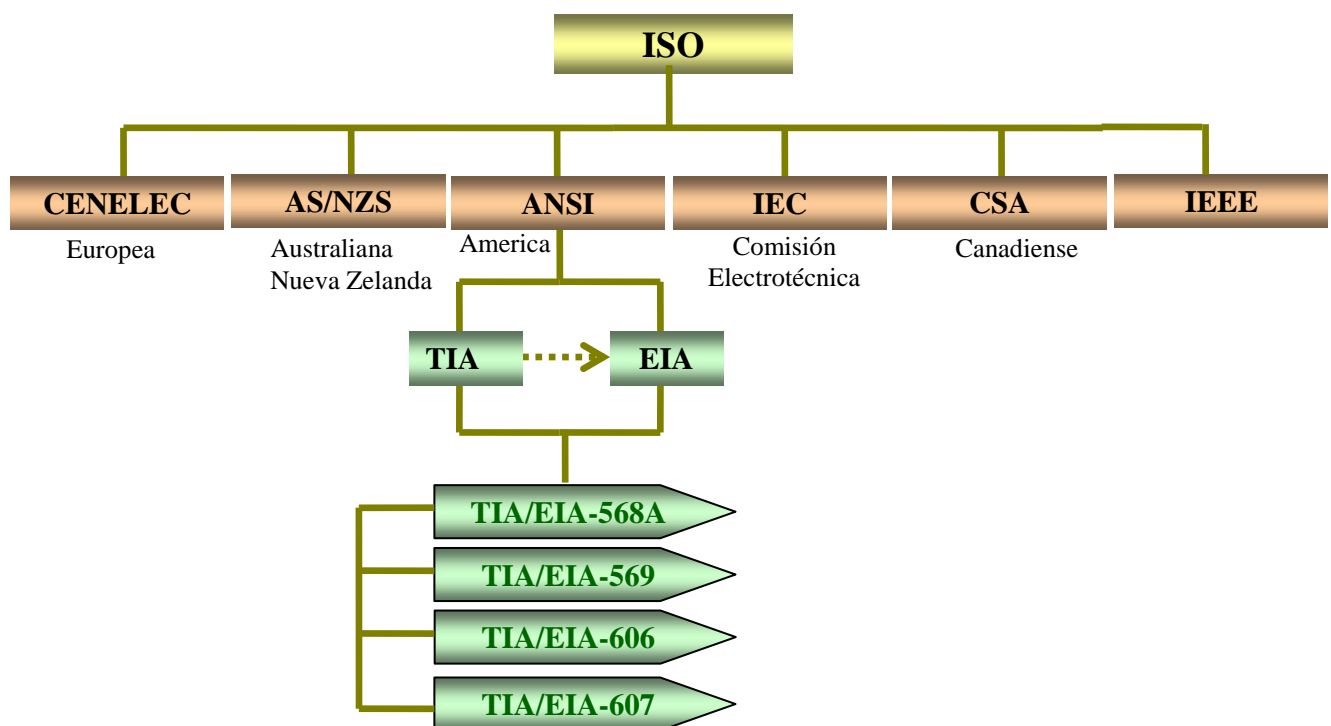 ISO
CENELEC
AS/NZS
ANSI
IEC
CSA
IEEE
Europea
Australiana
Nueva Zelanda
America
Comisión
Electrotécnica
Canadiense
TIA
EIA
TIA/EIA-568A
TIA/EIA-569
TIA/EIA-606
TIA/EIA-607